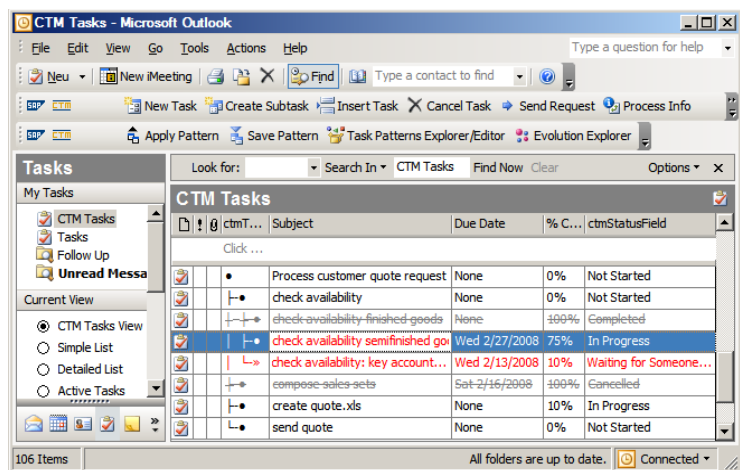 CTM Tasks - Microsoft Outlook
File Edit View Go Tools Actions Help Type a question for help
Neu New iMeeting Find Type a contact to find
SAP CTM New Task Create Subtask Insert Task Cancel Task Send Request Process Info
SAP CTM Apply Pattern Save Pattern Task Patterns Explorer/Editor Evolution Explorer
Tasks Look for: Search In CTM Tasks Find Now Clear Options
My Tasks
CTM Tasks
Tasks
Follow Up
Unread Messa
Current View
CTM Tasks View
Simple List
Detailed List
Active Tasks
CTM Tasks
ctmT... Subject Due Date % C... ctmStatusField
Click ...
Process customer quote request None 0% Not Started
check availability None 0% Not Started
check availability finished goods None 100% Completed
check availability semifinished goo Wed 2/27/2008 75% In Progress
check availability: key account... Wed 2/13/2008 10% Waiting for Someone...
compose sales sets Sat 2/16/2008 100% Cancelled
create quote.xls None 10% In Progress
send quote None 0% Not Started
106 Items All folders are up to date. Connected